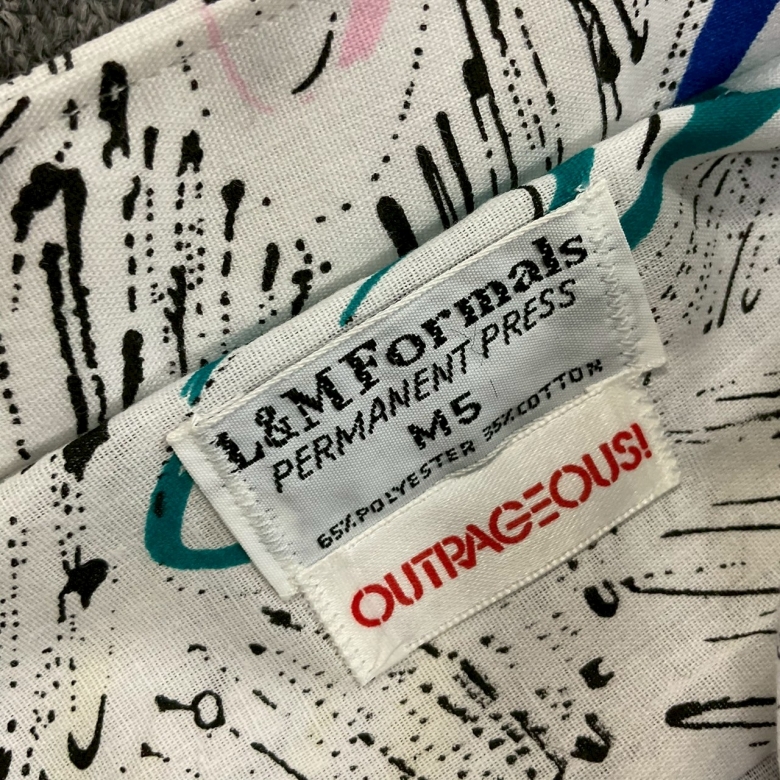 L&MFormals
PERMANENT PRESS
M5
65%POLYESTER 35%COTTON
OUTRAGEOUS!